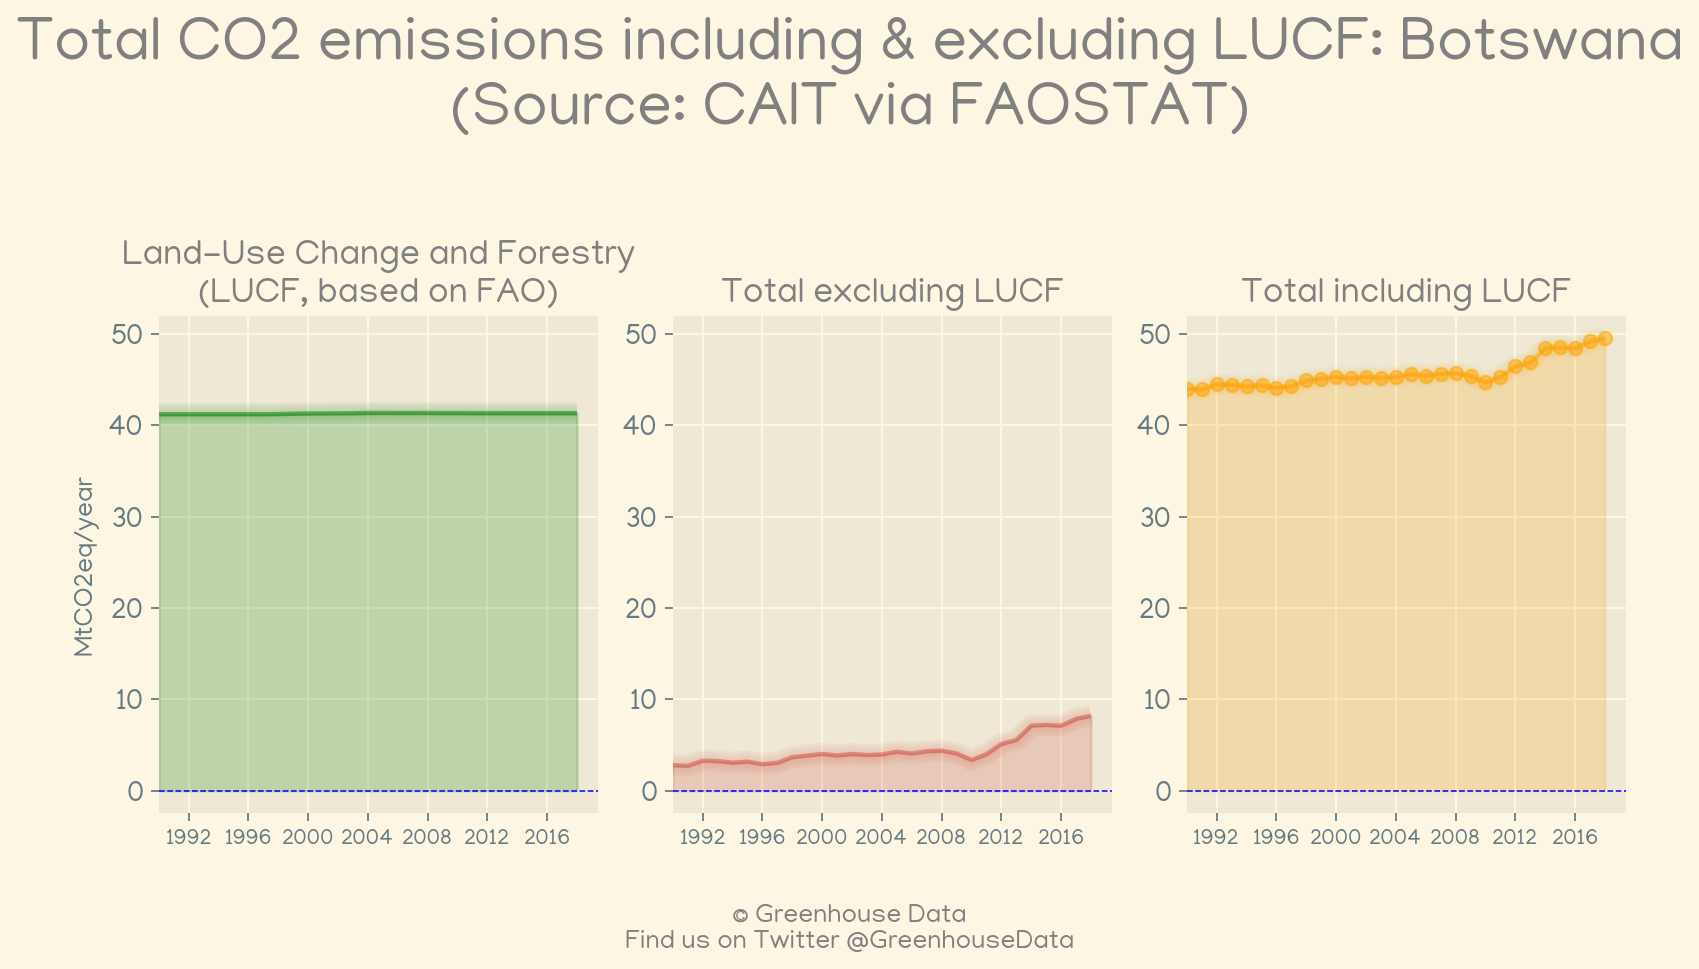 Total CO2 emissions including & excluding LUCF: Botswana
(Source: CAIT via FAOSTAT)
Land-Use Change and Forestry
(LUCF, based on FAO)
Total excluding LUCF
Total including LUCF
MtCO2eq/year
50
40
30
20
10
0
1992 1996 2000 2004 2008 2012 2016
50
40
30
20
10
0
1992 1996 2000 2004 2008 2012 2016
50
40
30
20
10
0
1992 1996 2000 2004 2008 2012 2016
© Greenhouse Data
Find us on Twitter @GreenhouseData